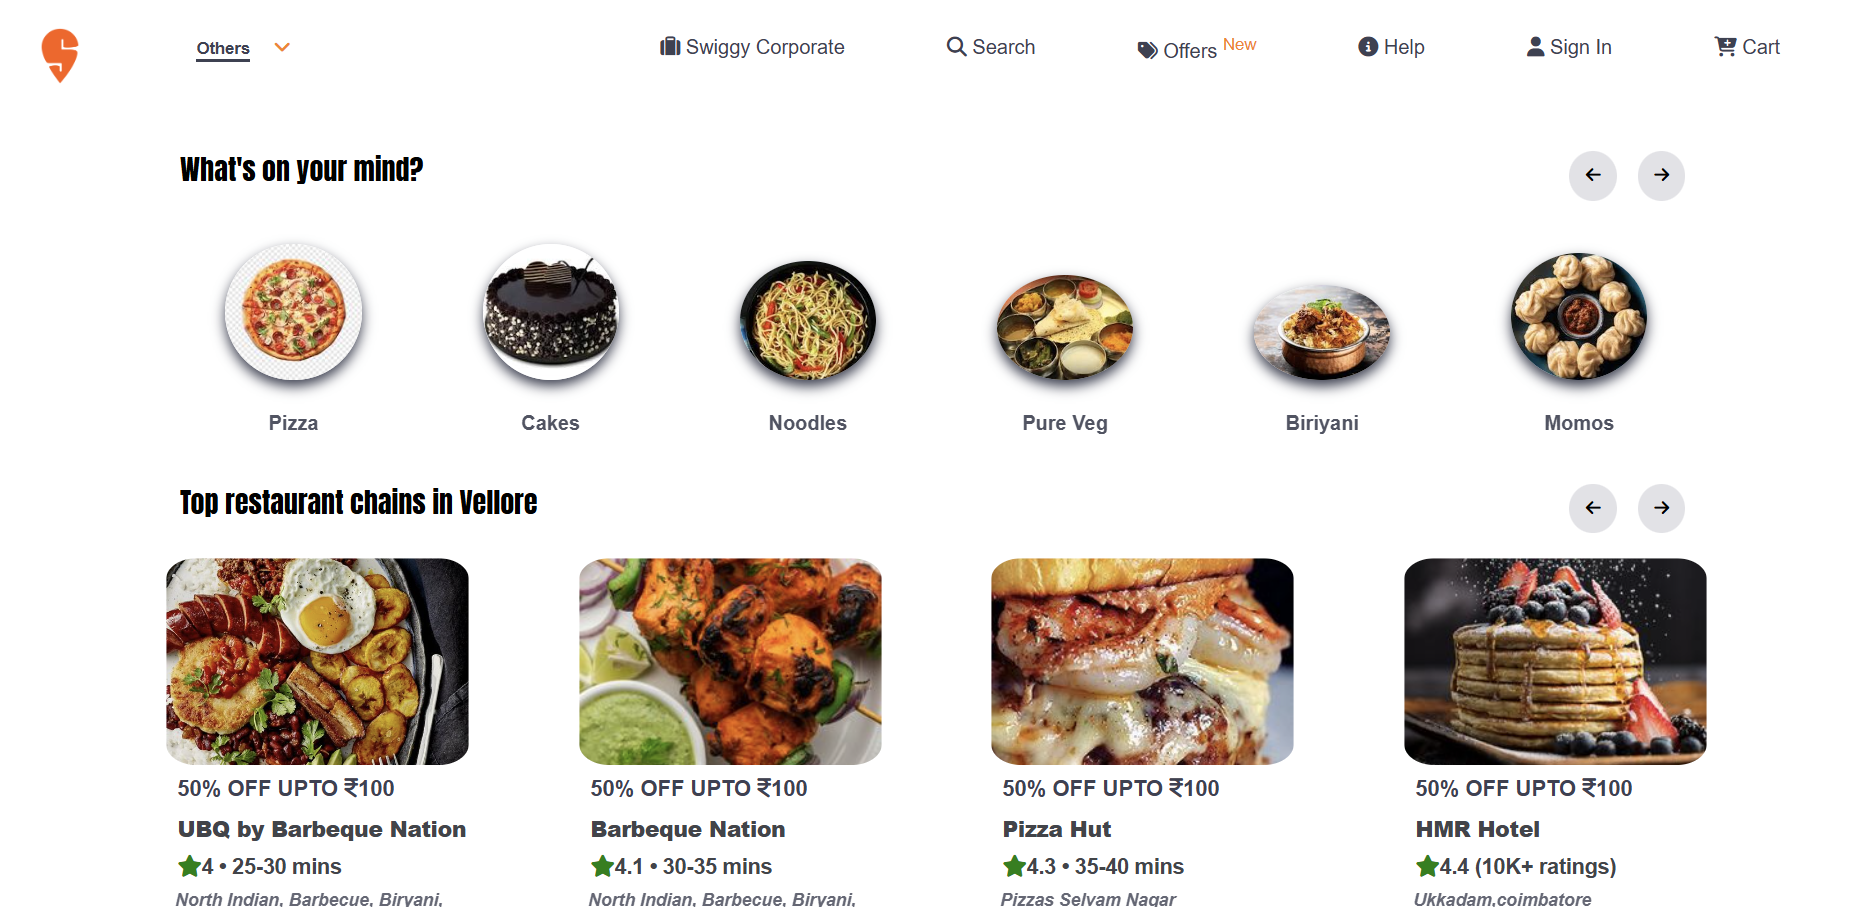 Others
Swiggy Corporate
Search
Offers New
Help
Sign In
Cart
What's on your mind?
Pizza
Cakes
Noodles
Pure Veg
Biriyani
Momos
Top restaurant chains in Vellore
50% OFF UPTO ₹100
UBQ by Barbeque Nation
4 • 25-30 mins
North Indian, Barbecue, Biryani,
50% OFF UPTO ₹100
Barbeque Nation
4.1 • 30-35 mins
North Indian, Barbecue, Biryani,
50% OFF UPTO ₹100
Pizza Hut
4.3 • 35-40 mins
Pizzas Selvam Nagar
50% OFF UPTO ₹100
HMR Hotel
4.4 (10K+ ratings)
Ukkadam,coimbatore